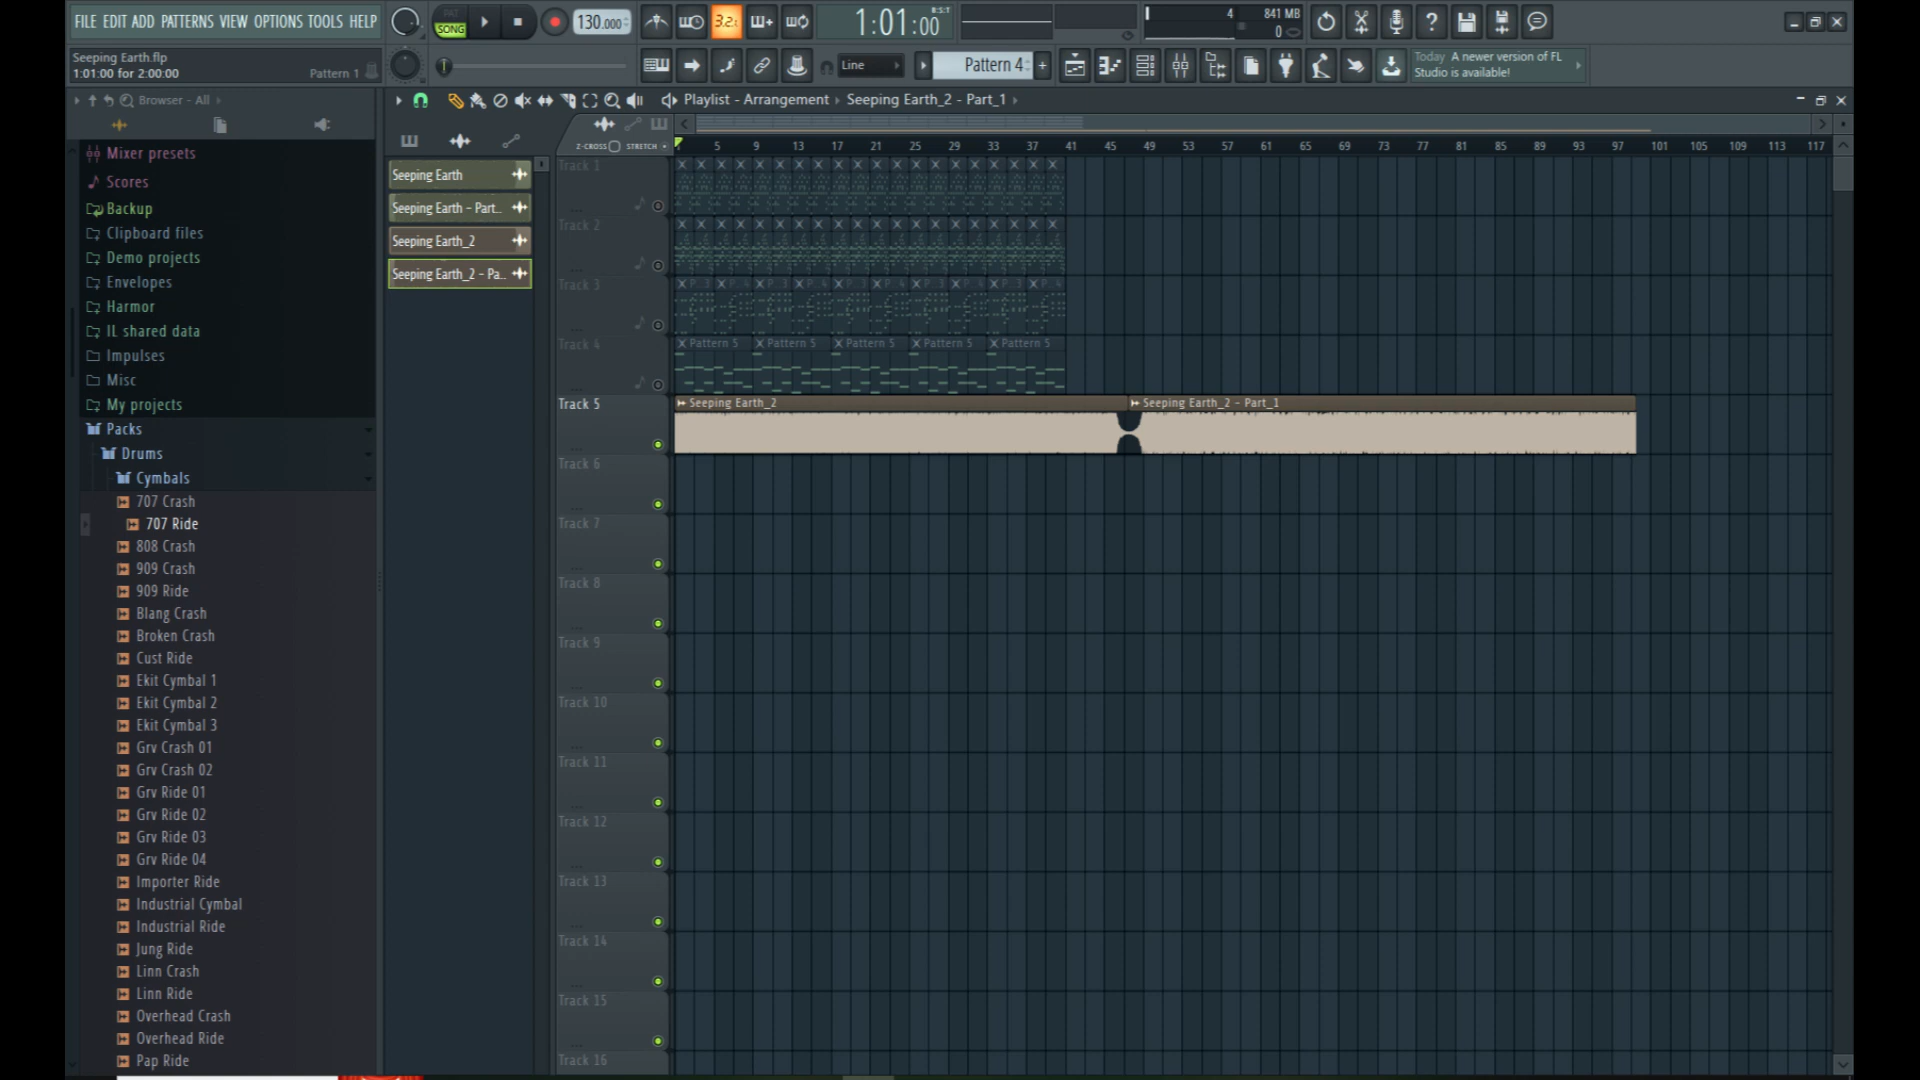 FILE EDIT ADD PATTERNS VIEW OPTIONS TOOLS HELP
PAT
SONG
130.000
3.2.
1:01:00
B:S:T
4
841 MB
0
Seeping Earth.flp
1:01:00 for 2:00:00
Pattern 1
Line
Pattern 4
+
Today A newer version of FL
Studio is available!
Browser - All
Playlist - Arrangement
Seeping Earth_2 - Part_1
Z-CROSS
STRETCH
5 9 13 17 21 25 29 33 37 41 45 49 53 57 61 65 69 73 77 81 85 89 93 97 101 105 109 113 117
Mixer presets
Scores
Backup
Clipboard files
Demo projects
Envelopes
Harmor
IL shared data
Impulses
Misc
My projects
Packs
Drums
Cymbals
707 Crash
707 Ride
808 Crash
909 Crash
909 Ride
Blang Crash
Broken Crash
Cust Ride
Ekit Cymbal 1
Ekit Cymbal 2
Ekit Cymbal 3
Grv Crash 01
Grv Crash 02
Grv Ride 01
Grv Ride 02
Grv Ride 03
Grv Ride 04
Importer Ride
Industrial Cymbal
Industrial Ride
Jung Ride
Linn Crash
Linn Ride
Overhead Crash
Overhead Ride
Pap Ride
Seeping Earth
Seeping Earth - Part..
Seeping Earth_2
Seeping Earth_2 - Pa..
Track 1
Track 2
Track 3
P..3 P..4 P..3 P..4 P..3 P..4 P..3 P..4 P..3 P..4
Track 4
Pattern 5 Pattern 5 Pattern 5 Pattern 5 Pattern 5
Track 5
Seeping Earth_2
Seeping Earth_2 - Part_1
Track 6
Track 7
Track 8
Track 9
Track 10
Track 11
Track 12
Track 13
Track 14
Track 15
Track 16